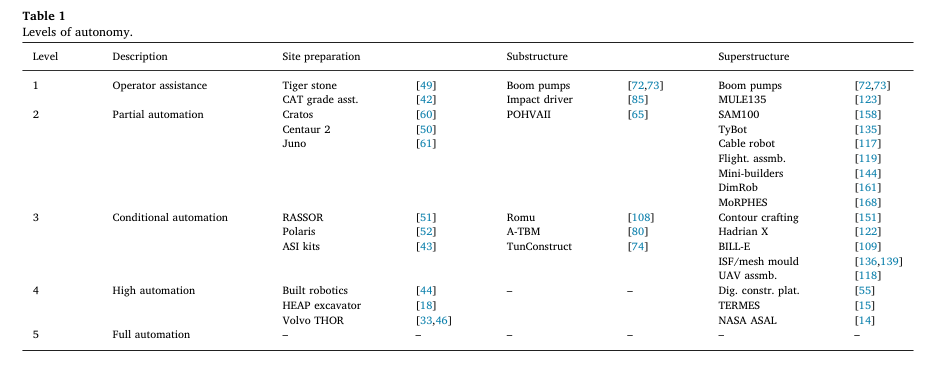 Table 1
Levels of autonomy.
Level Description Site preparation Substructure Superstructure
1 Operator assistance Tiger stone [49] Boom pumps [72,73] Boom pumps [72,73]
CAT grade asst. [42] Impact driver [85] MULE135 [123]
2 Partial automation Cratos [60] POHVAII [65] SAM100 [158]
Centaur 2 [50] TyBot [135]
Juno [61] Cable robot [117]
Flight. assmb. [119]
Mini-builders [144]
DimRob [161]
MoRPHES [168]
3 Conditional automation RASSOR [51] Romu [108] Contour crafting [151]
Polaris [52] A-TBM [80] Hadrian X [122]
ASI kits [43] TunConstruct [74] BILL-E [109]
ISF/mesh mould [136,139]
UAV assmb. [118]
4 High automation Built robotics [44] – – Dig. constr. plat. [55]
HEAP excavator [18] TERMES [15]
Volvo THOR [33,46] NASA ASAL [14]
5 Full automation – – – – – –